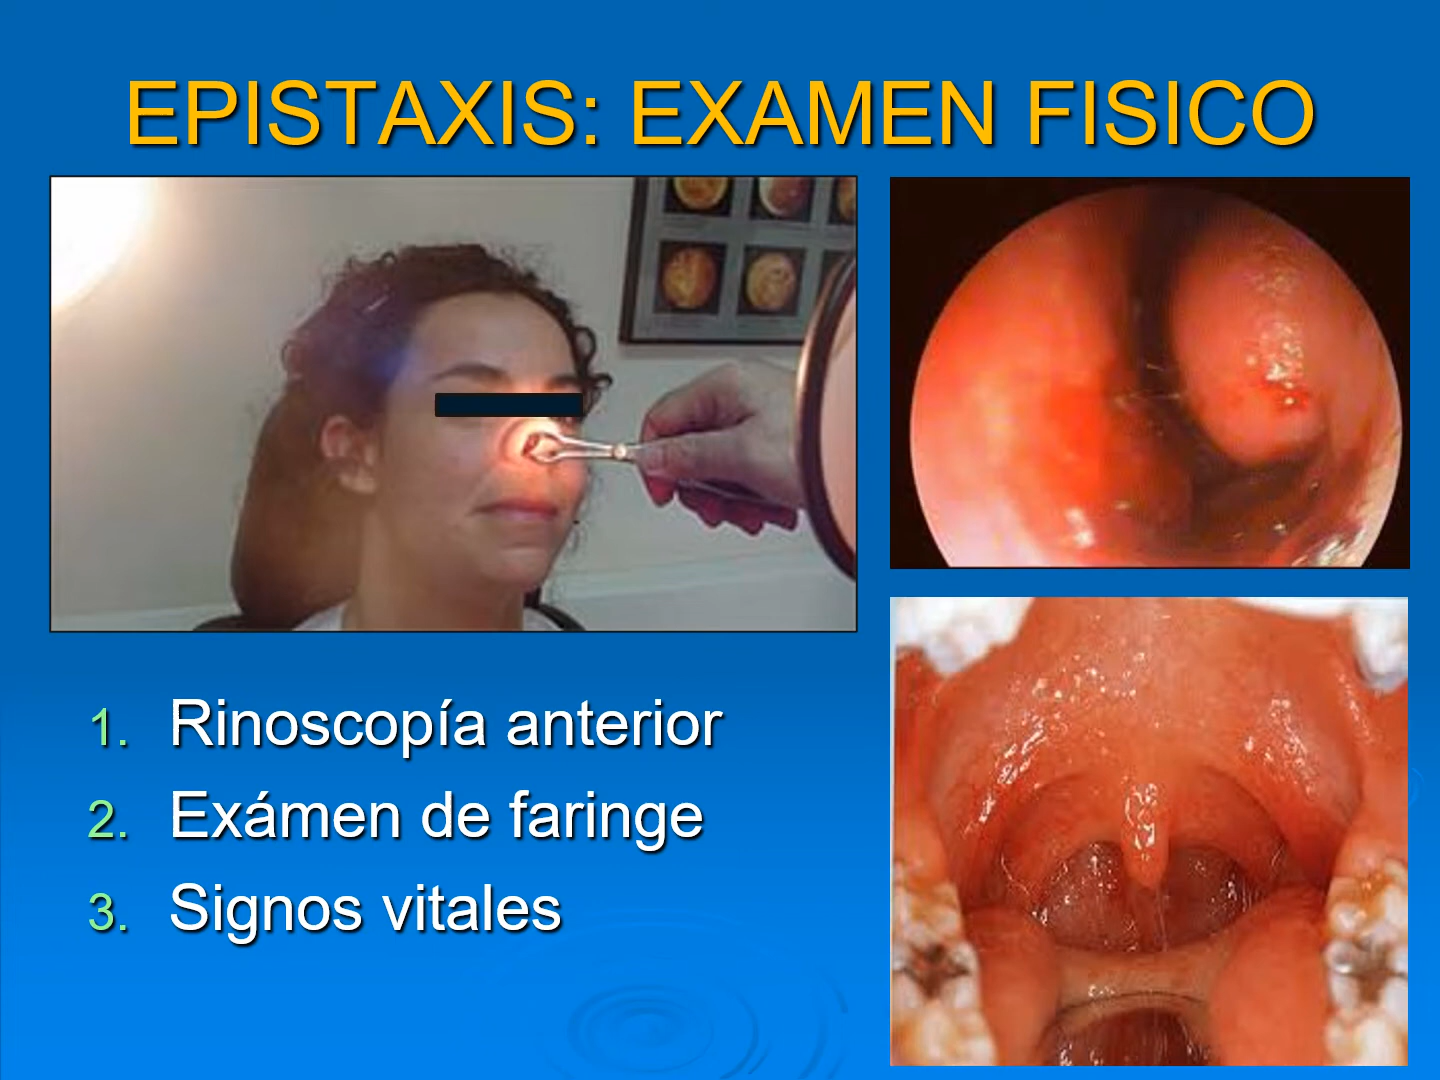 EPISTAXIS: EXAMEN FISICO
1. Rinoscopía anterior
2. Exámen de faringe
3. Signos vitales